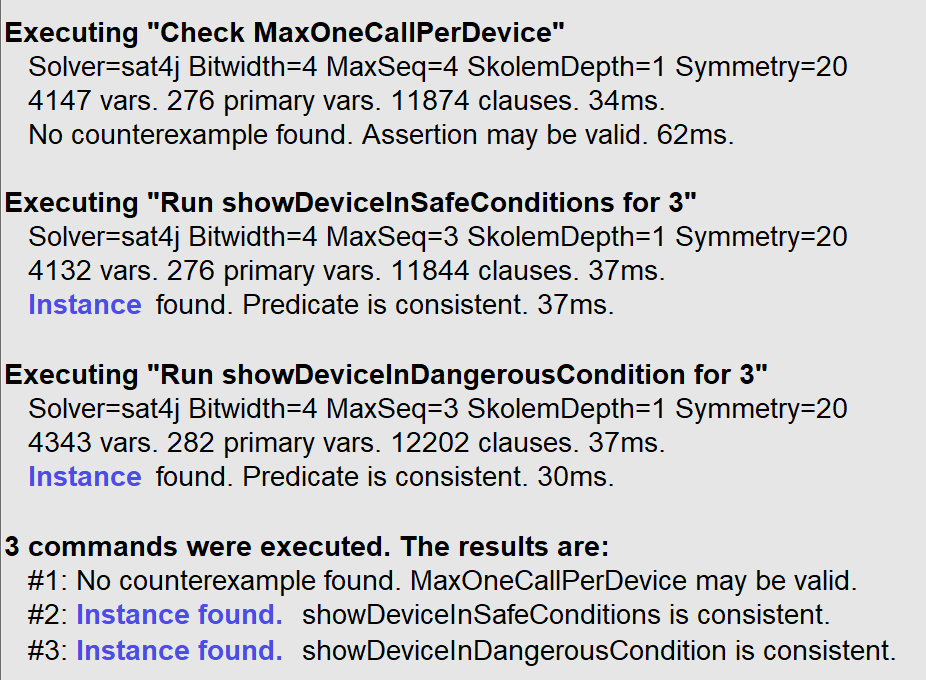 Executing "Check MaxOneCallPerDevice"
Solver=sat4j Bitwidth=4 MaxSeq=4 SkolemDepth=1 Symmetry=20
4147 vars. 276 primary vars. 11874 clauses. 34ms.
No counterexample found. Assertion may be valid. 62ms.
Executing "Run showDeviceInSafeConditions for 3"
Solver=sat4j Bitwidth=4 MaxSeq=3 SkolemDepth=1 Symmetry=20
4132 vars. 276 primary vars. 11844 clauses. 37ms.
Instance found. Predicate is consistent. 37ms.
Executing "Run showDeviceInDangerousCondition for 3"
Solver=sat4j Bitwidth=4 MaxSeq=3 SkolemDepth=1 Symmetry=20
4343 vars. 282 primary vars. 12202 clauses. 37ms.
Instance found. Predicate is consistent. 30ms.
3 commands were executed. The results are:
#1: No counterexample found. MaxOneCallPerDevice may be valid.
#2: Instance found. showDeviceInSafeConditions is consistent.
#3: Instance found. showDeviceInDangerousCondition is consistent.